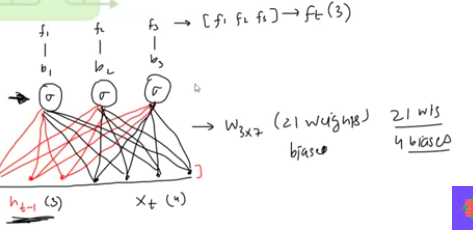 f₁ f₂ f₃ → [f₁ f₂ f₃] → fₜ (3)
b₁ b₂ b₃
σ σ σ
→ W₃ₓ₇ (21 weights) 21 wts
biases 4 biases
]
hₜ₋₁ (3) xₜ (4)